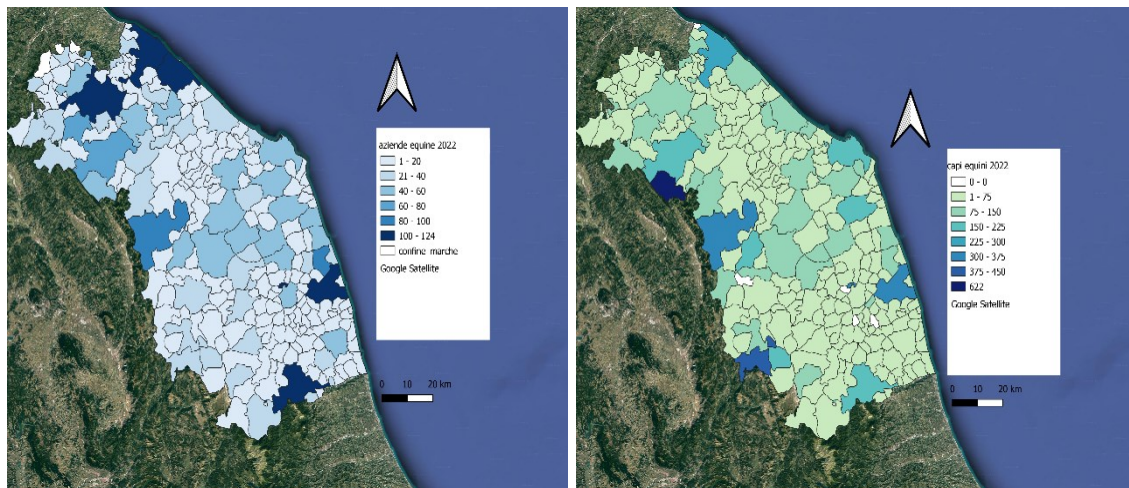 aziende equine 2022
1 - 20
21 - 40
40 - 60
60 - 80
80 - 100
100 - 124
confine marche
Google Satellite
0 10 20 km
capi equini 2022
0 - 0
1 - 75
75 - 150
150 - 225
225 - 300
300 - 375
375 - 450
622
Google Satellite
0 10 20 km